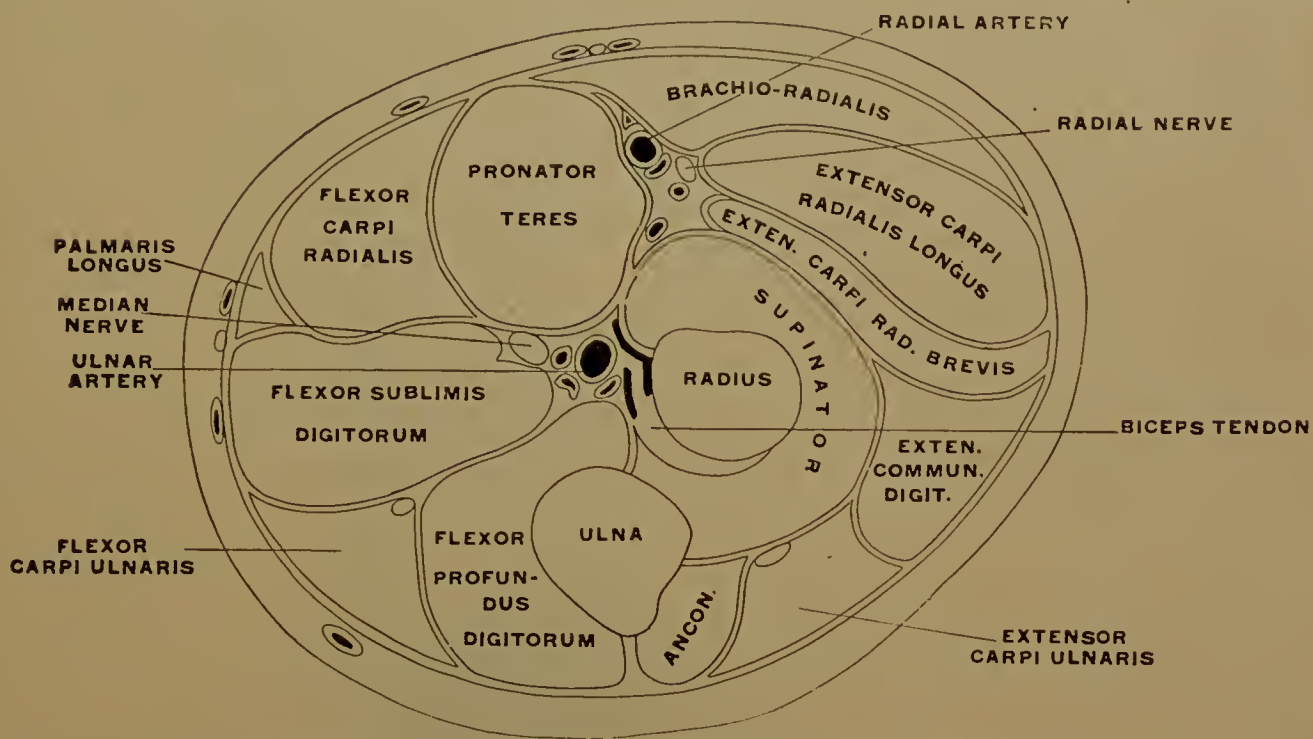 RADIAL ARTERY
BRACHIO-RADIALIS
RADIAL NERVE
EXTENSOR CARPI
RADIALIS LONGUS
PRONATOR
TERES
FLEXOR
CARPI
RADIALIS
EXTEN. CARPI RAD. BREVIS
PALMARIS
LONGUS
MEDIAN
NERVE
ULNAR
ARTERY
SUPINATOR
RADIUS
FLEXOR SUBLIMIS
DIGITORUM
BICEPS TENDON
EXTEN.
COMMUN.
DIGIT.
FLEXOR
CARPI ULNARIS
FLEXOR
PROFUN-
DUS
DIGITORUM
ULNA
ANCON.
EXTENSOR
CARPI ULNARIS